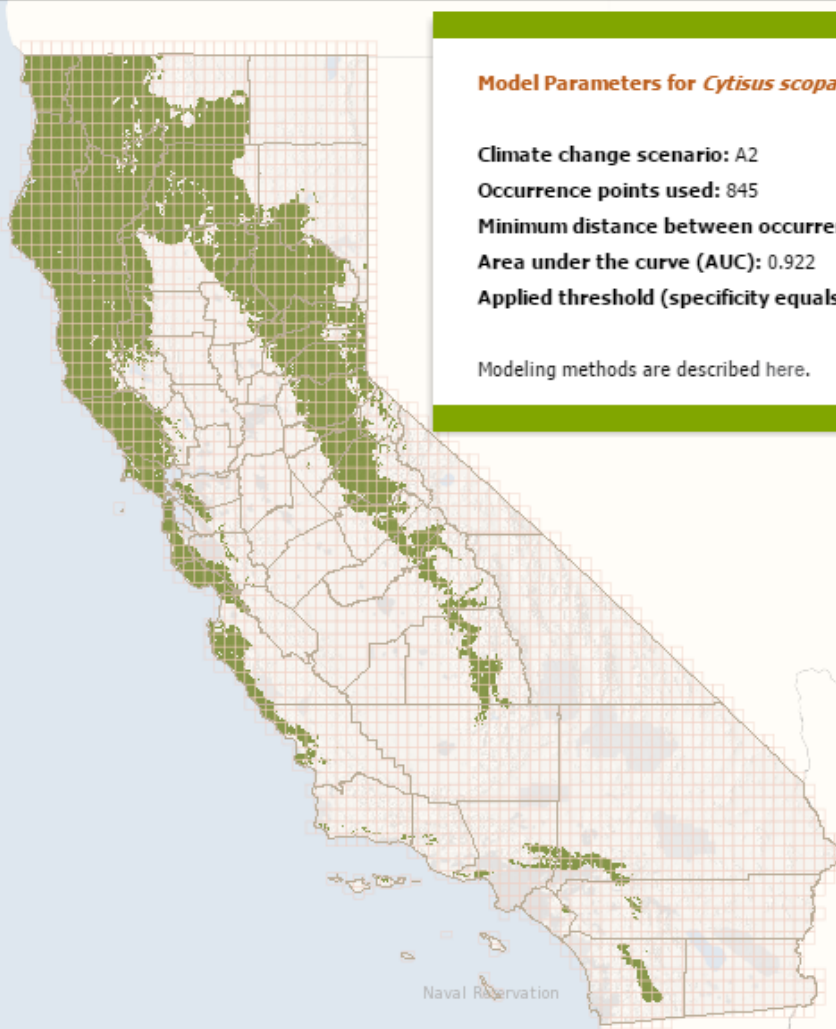 Model Parameters for Cytisus scopa
Climate change scenario: A2
Occurrence points used: 845
Minimum distance between occurre
Area under the curve (AUC): 0.922
Applied threshold (specificity equals
Modeling methods are described here.
Naval Reservation